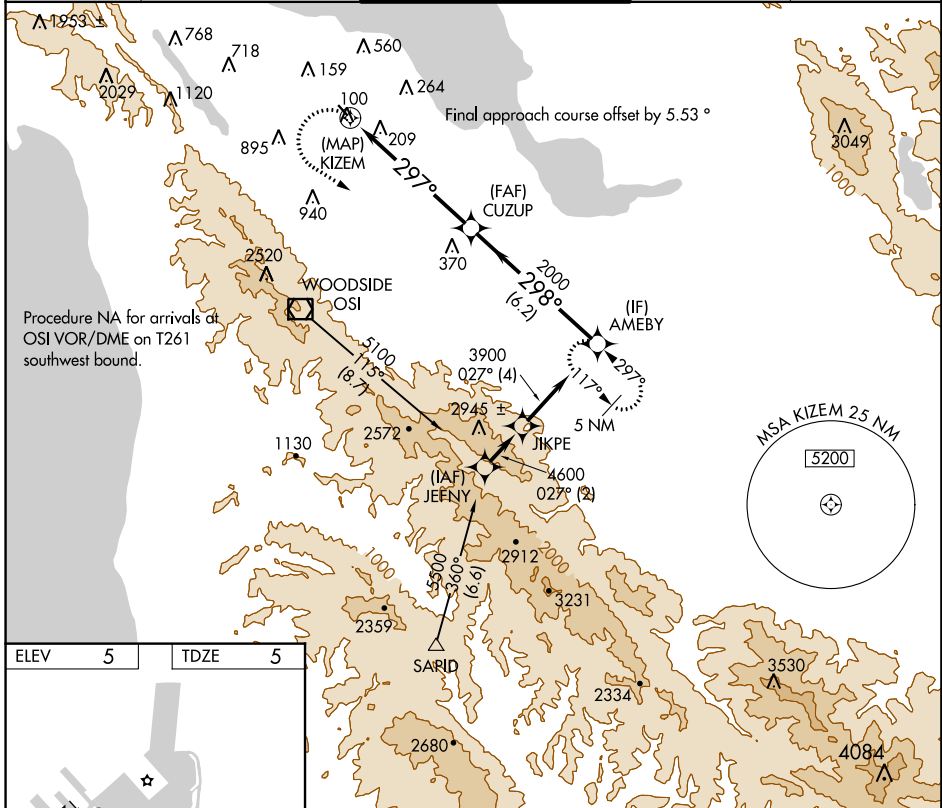 1953 ±
768
718
560
159
264
2029
1120
100
209
895
(MAP)
KIZEM
Final approach course offset by 5.53 °
3049
1000
297°
(FAF)
CUZUP
940
370
2520
WOODSIDE
OSI
2000
298°
(6.2)
(IF)
AMEBY
Procedure NA for arrivals at
OSI VOR/DME on T261
southwest bound.
5100
115°
(8.7)
3900
027° (4)
117°
297°
5 NM
2945 ±
2572
JIKPE
1130
(IAF)
JEFNY
4600
027° (2)
MSA KIZEM 25 NM
5200
2912
2000
1000
5500
360°
(6.6)
3231
2359
SAPID
2334
3530
2680
4084
ELEV 5
TDZE 5